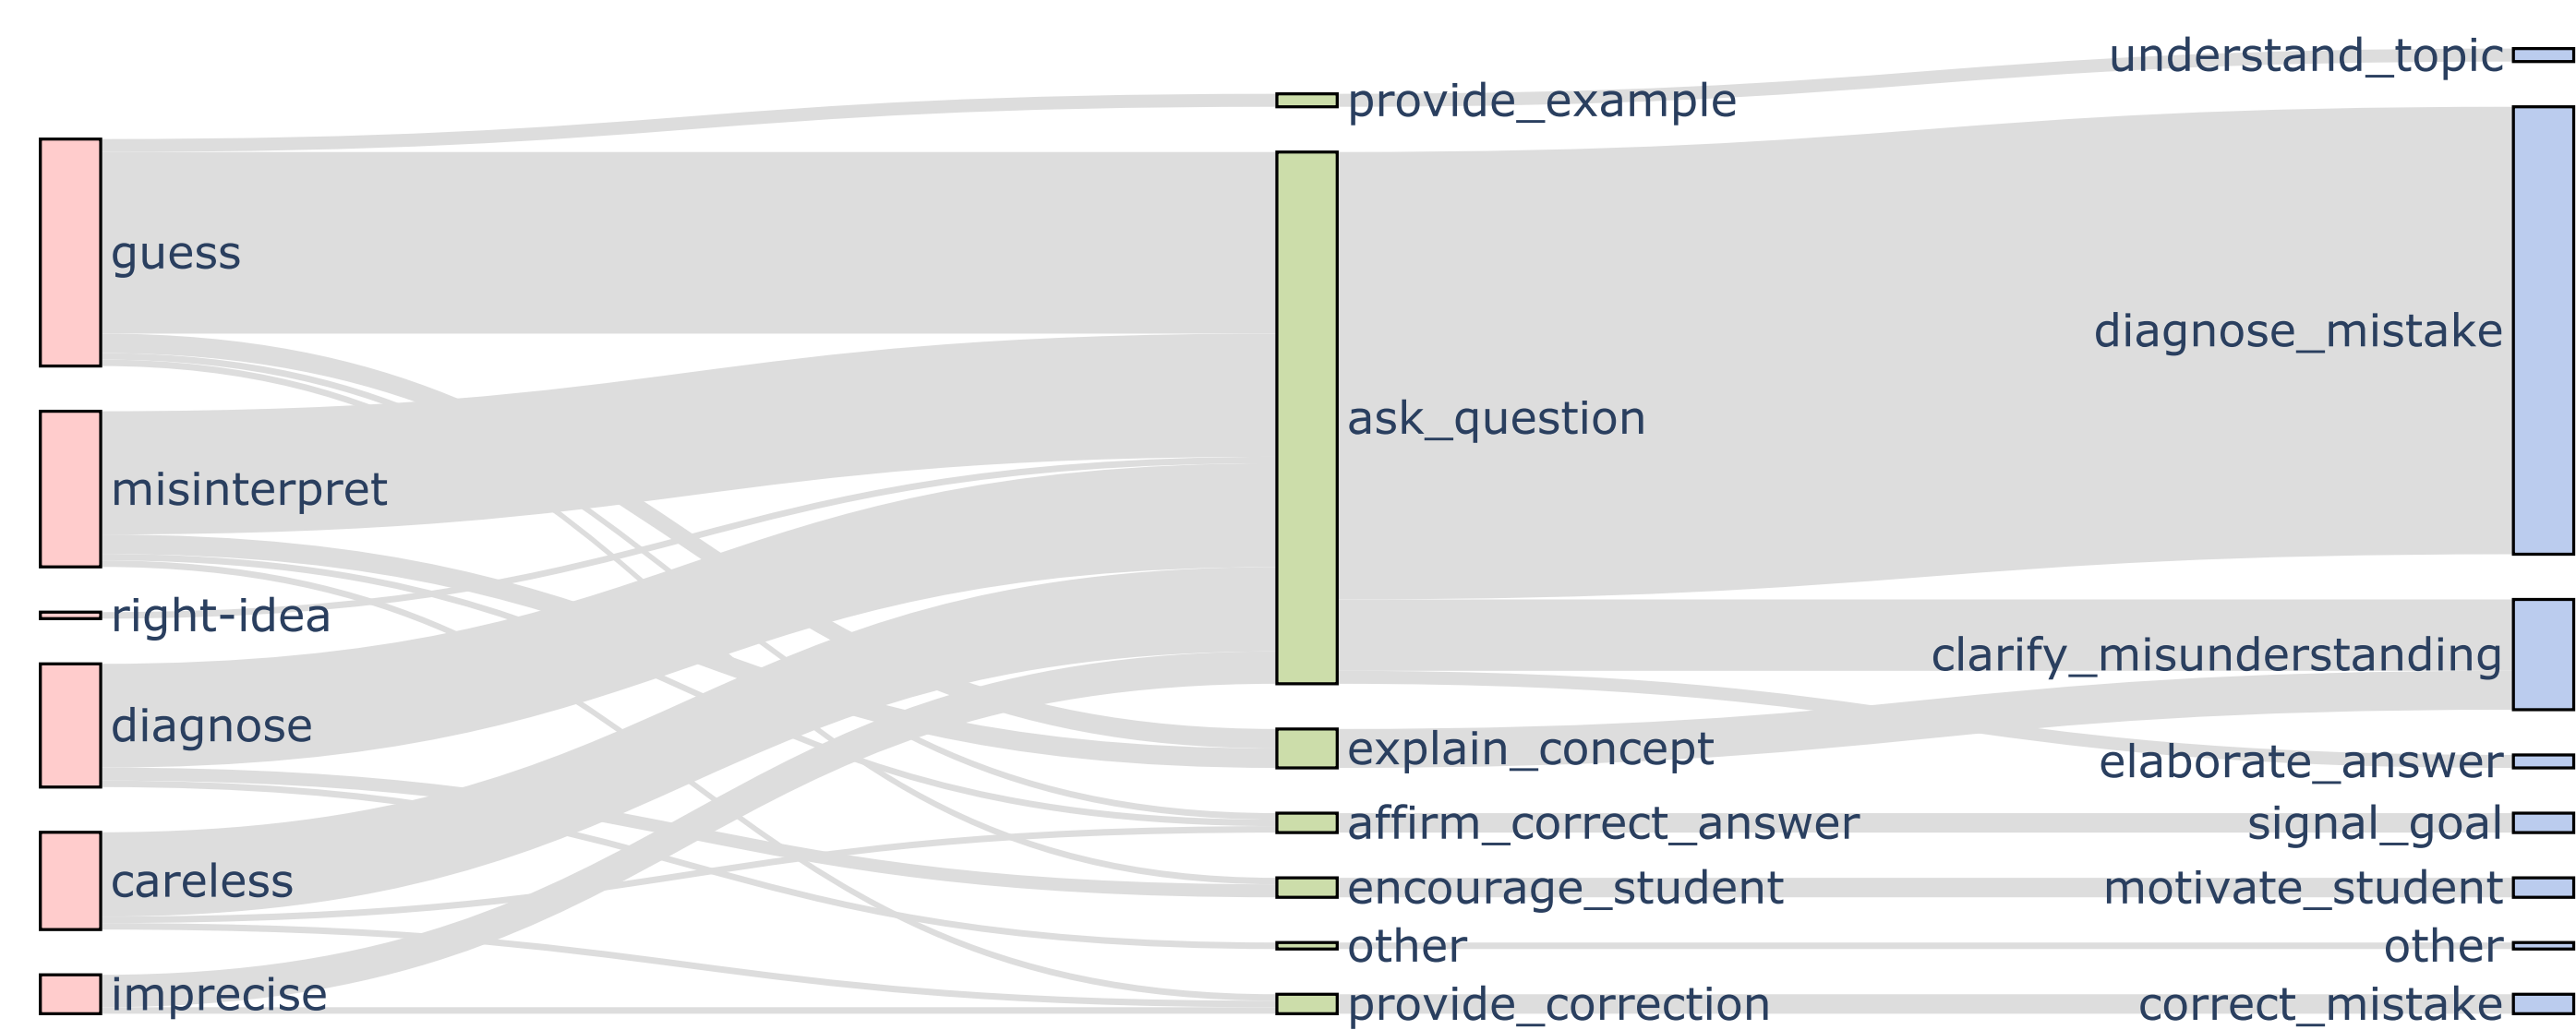 guess
misinterpret
right-idea
diagnose
careless
imprecise
provide_example
ask_question
explain_concept
affirm_correct_answer
encourage_student
other
provide_correction
understand_topic
diagnose_mistake
clarify_misunderstanding
elaborate_answer
signal_goal
motivate_student
other
correct_mistake